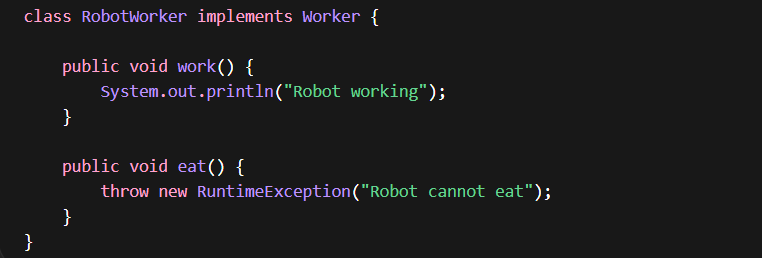 class RobotWorker implements Worker {
    public void work() {
        System.out.println("Robot working");
    }
    public void eat() {
        throw new RuntimeException("Robot cannot eat");
    }
}